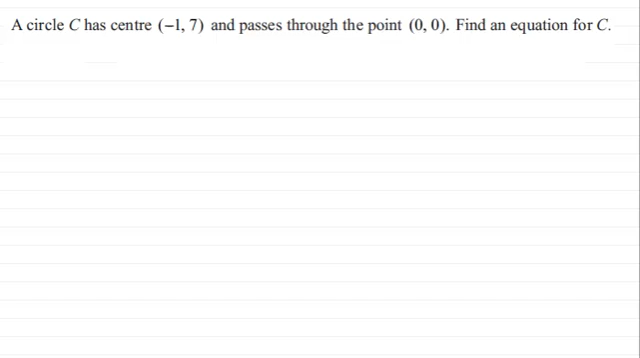 A circle C has centre (−1, 7) and passes through the point (0, 0). Find an equation for C.